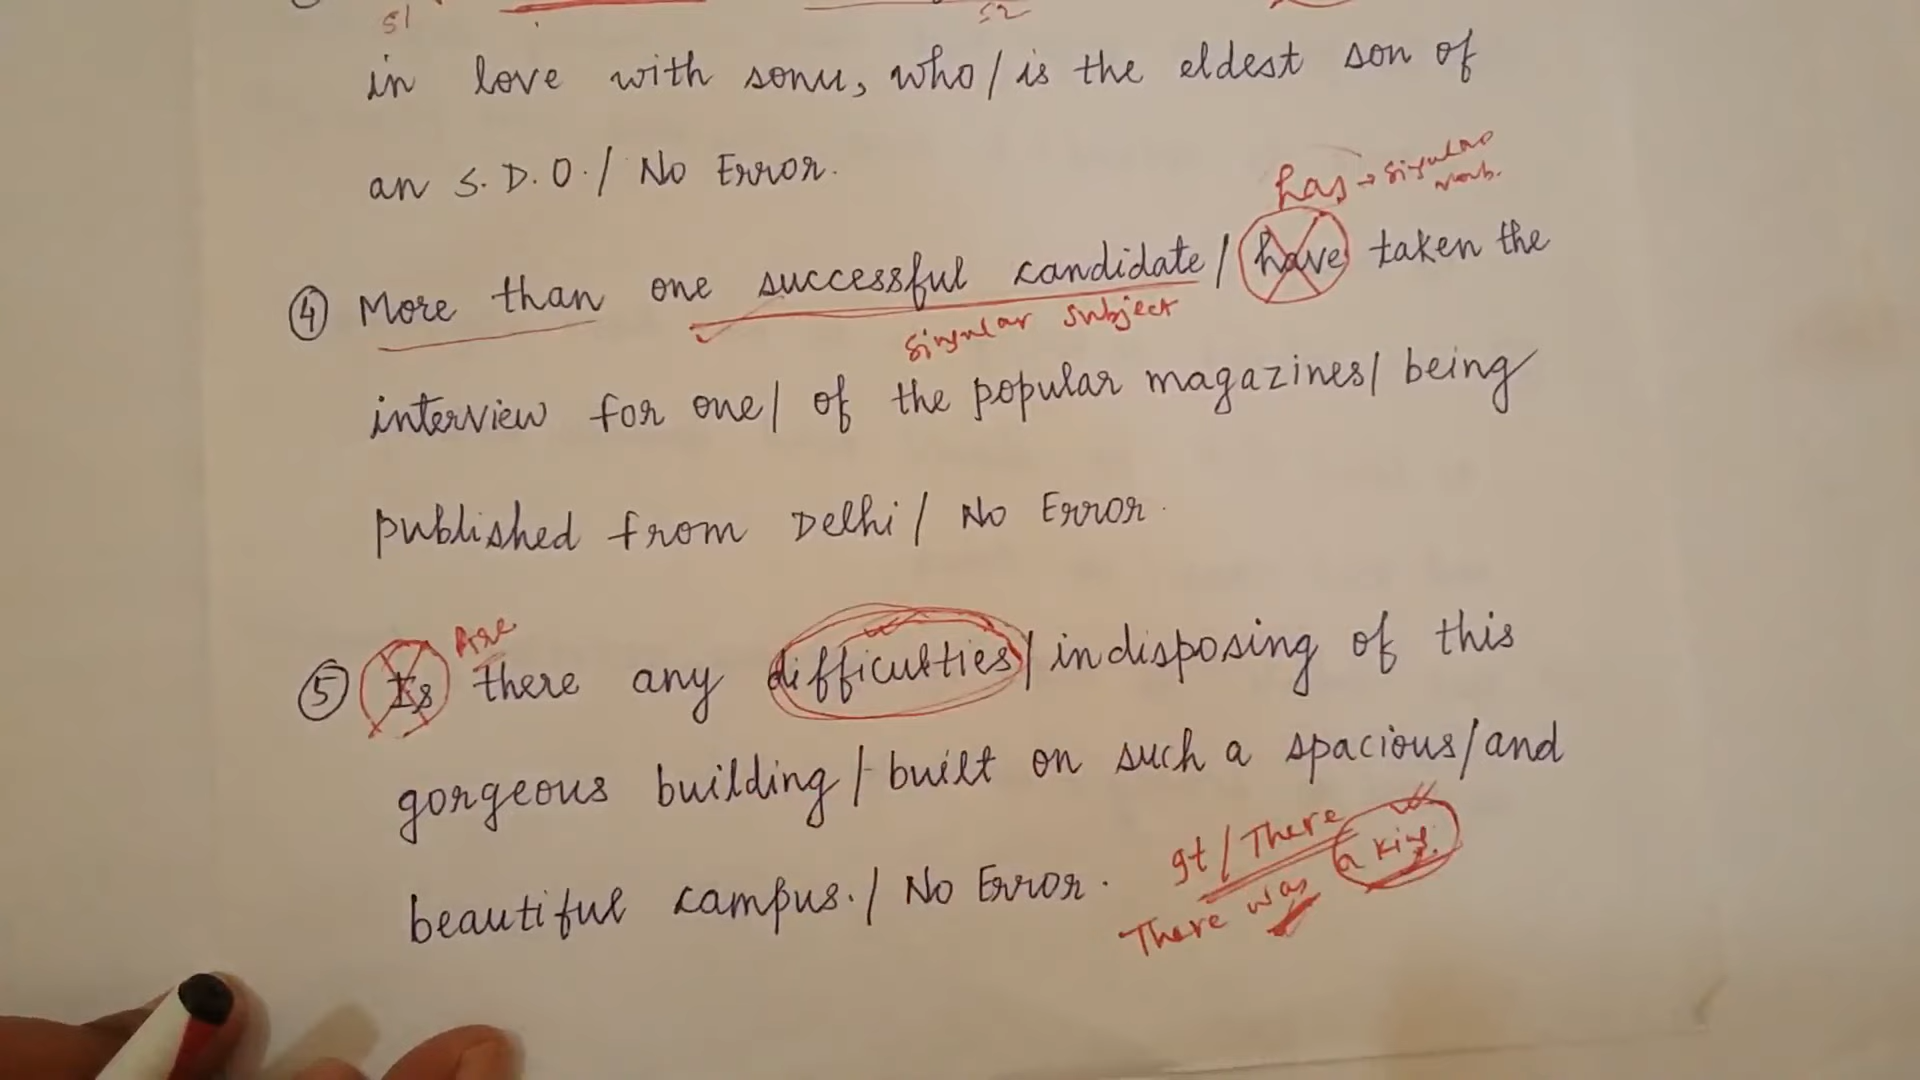 S1 S2
in love with sonu, who/is the eldest son of
an S.D.O./ No Error.
has → singular
verb.
④ More than one successful candidate/ have taken the
singular subject
interview for one/ of the popular magazines/ being
published from Delhi/ No Error.
Are
⑤ Is there any difficulties/ in disposing of this
gorgeous building/ built on such a spacious/and
beautiful campus./ No Error.
It/There
a king.
There was